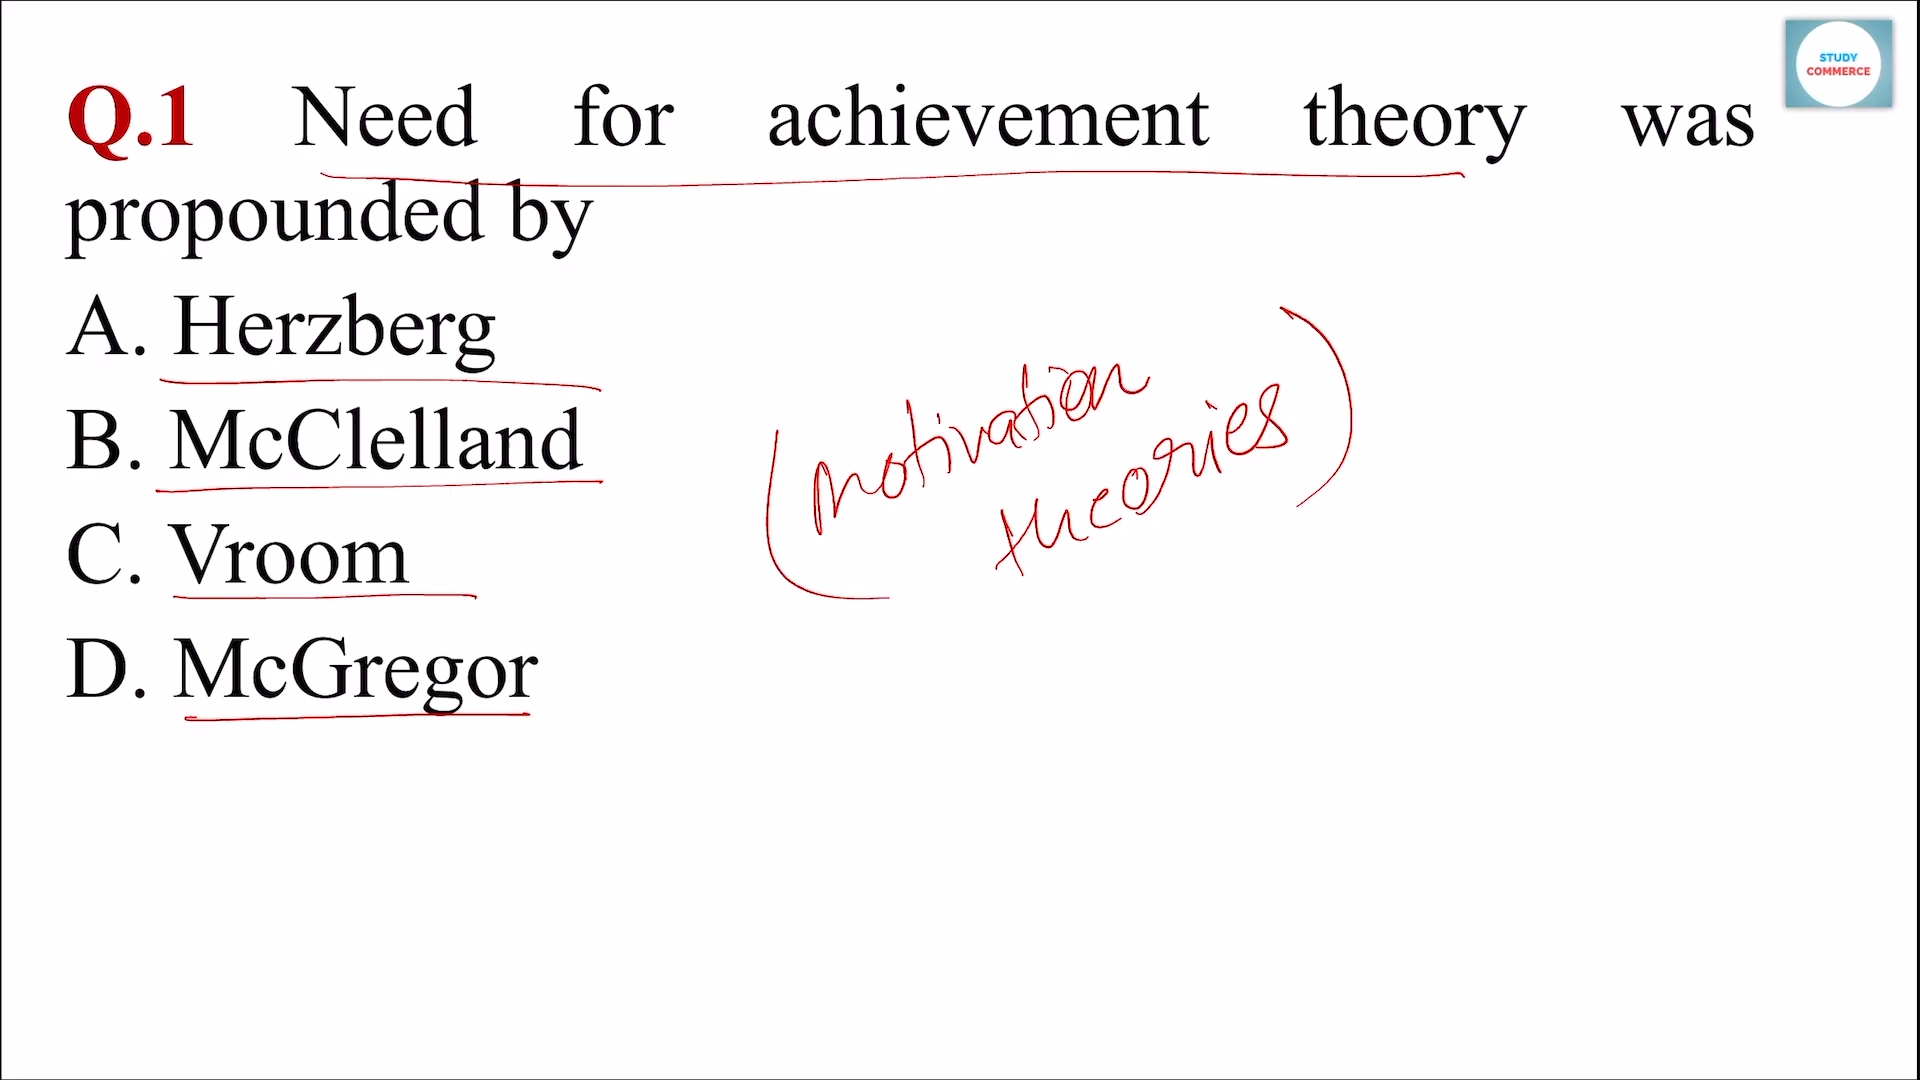 STUDY
COMMERCE
Q.1 Need for achievement theory was
propounded by
A. Herzberg
B. McClelland
C. Vroom
D. McGregor
(motivation
theories)